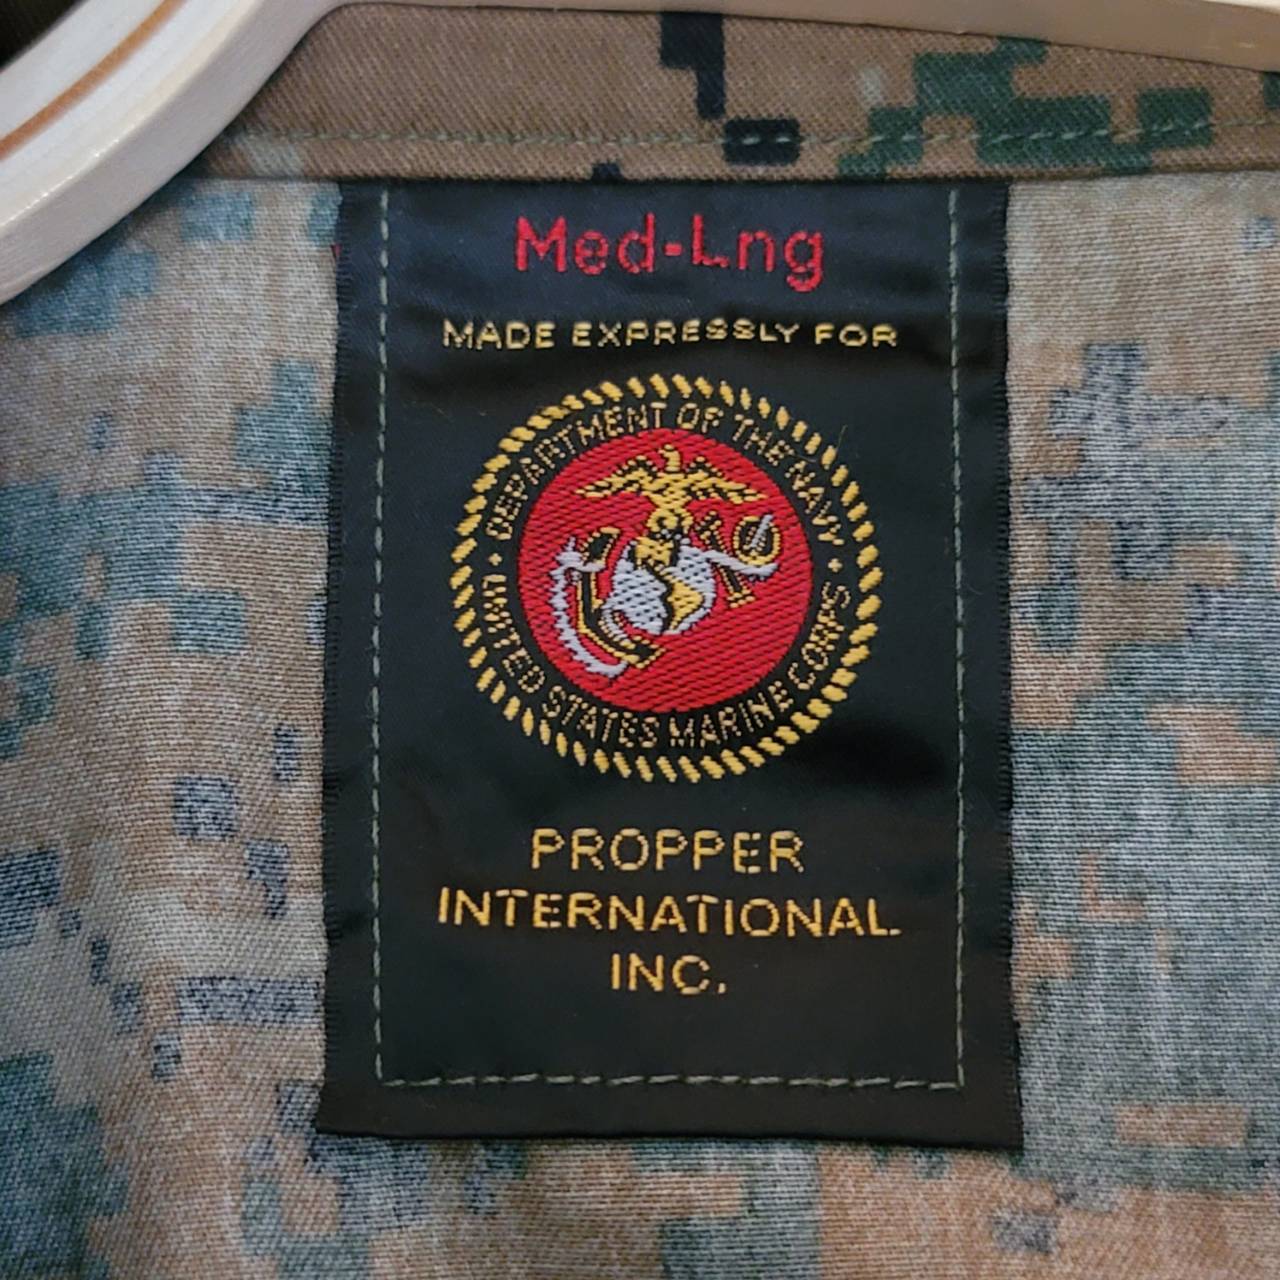 Med-Lng
MADE EXPRESSLY FOR
DEPARTMENT OF THE NAVY
• UNITED STATES MARINE CORPS •
PROPPER
INTERNATIONAL
INC.